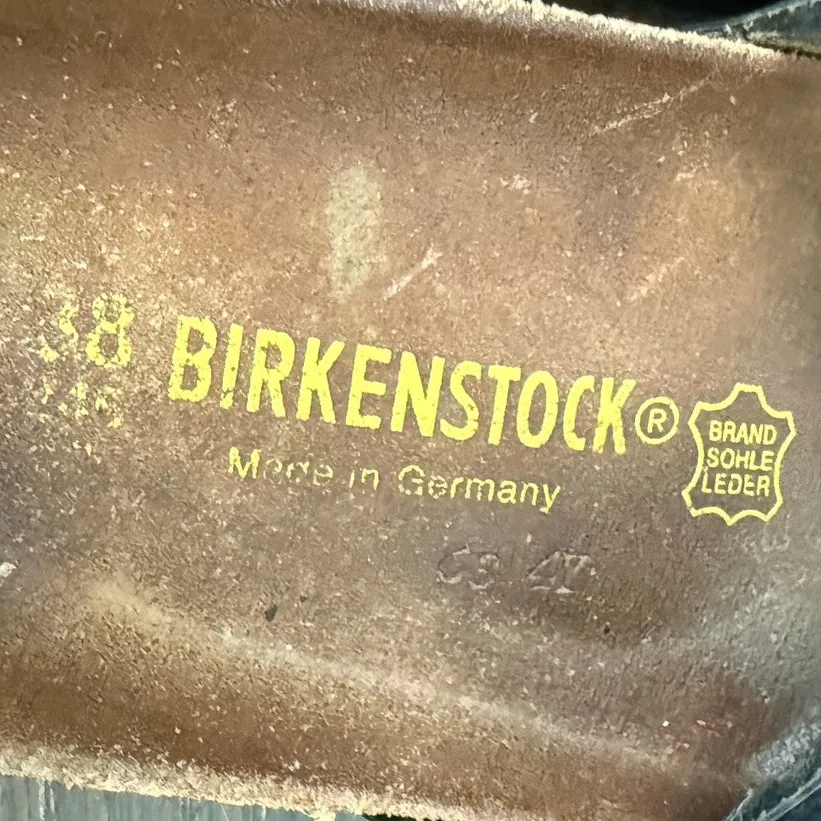 38
BIRKENSTOCK®
Made in Germany
BRAND
SOHLE
LEDER